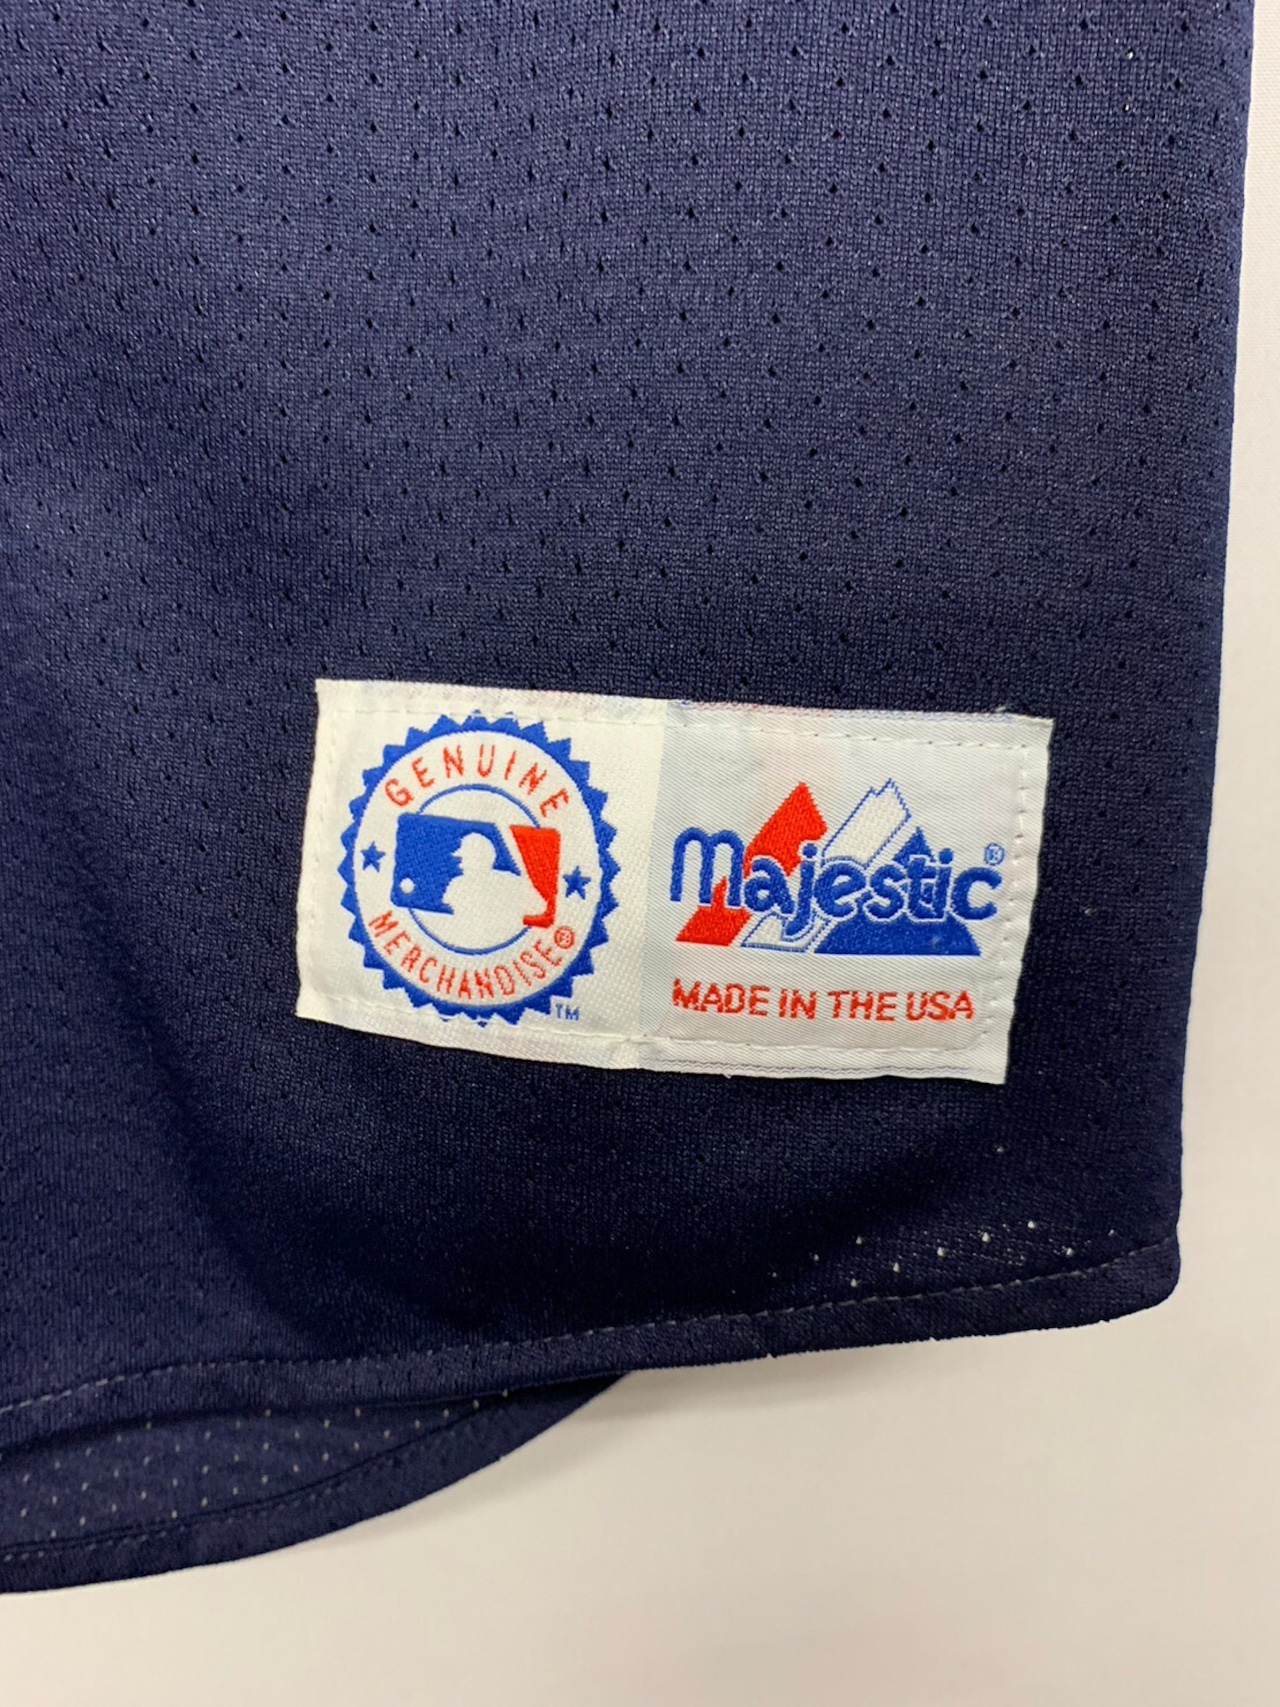 GENUINE
MERCHANDISE®
TM
majestic®
MADE IN THE USA